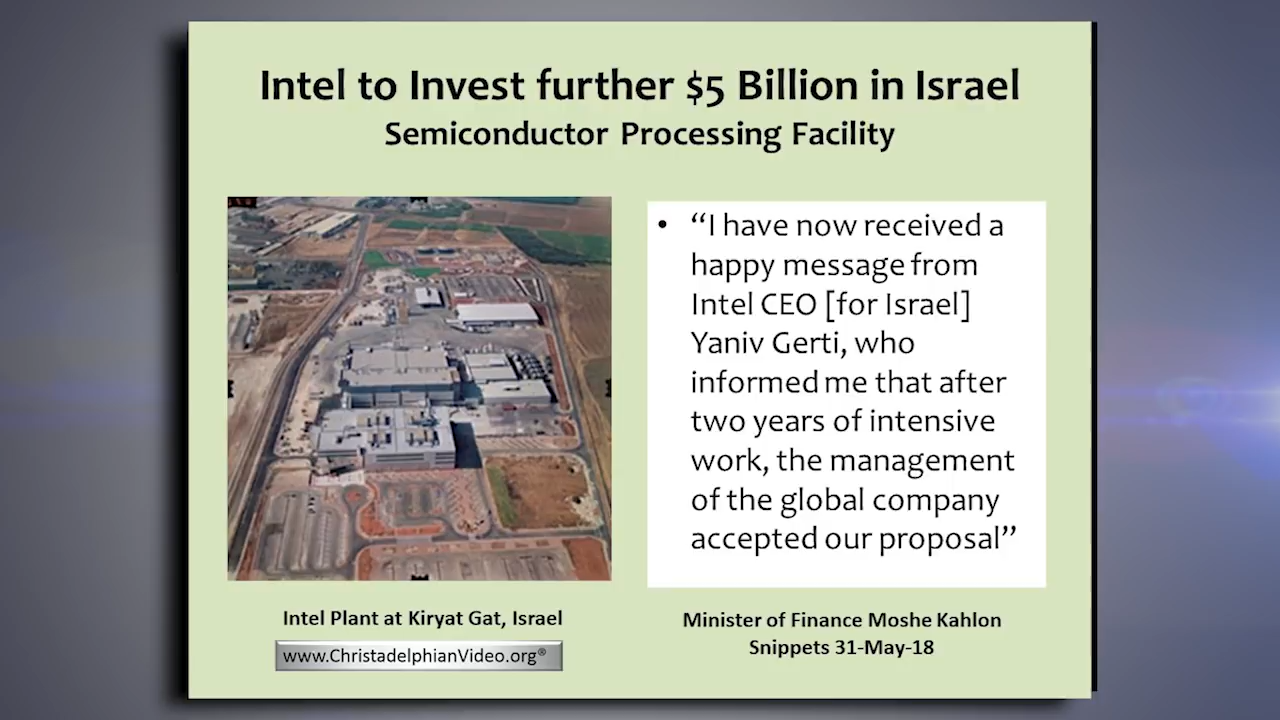 Intel to Invest further $5 Billion in Israel
Semiconductor Processing Facility
• “I have now received a
happy message from
Intel CEO [for Israel]
Yaniv Gerti, who
informed me that after
two years of intensive
work, the management
of the global company
accepted our proposal”
Intel Plant at Kiryat Gat, Israel
www.ChristadelphianVideo.org®
Minister of Finance Moshe Kahlon
Snippets 31-May-18